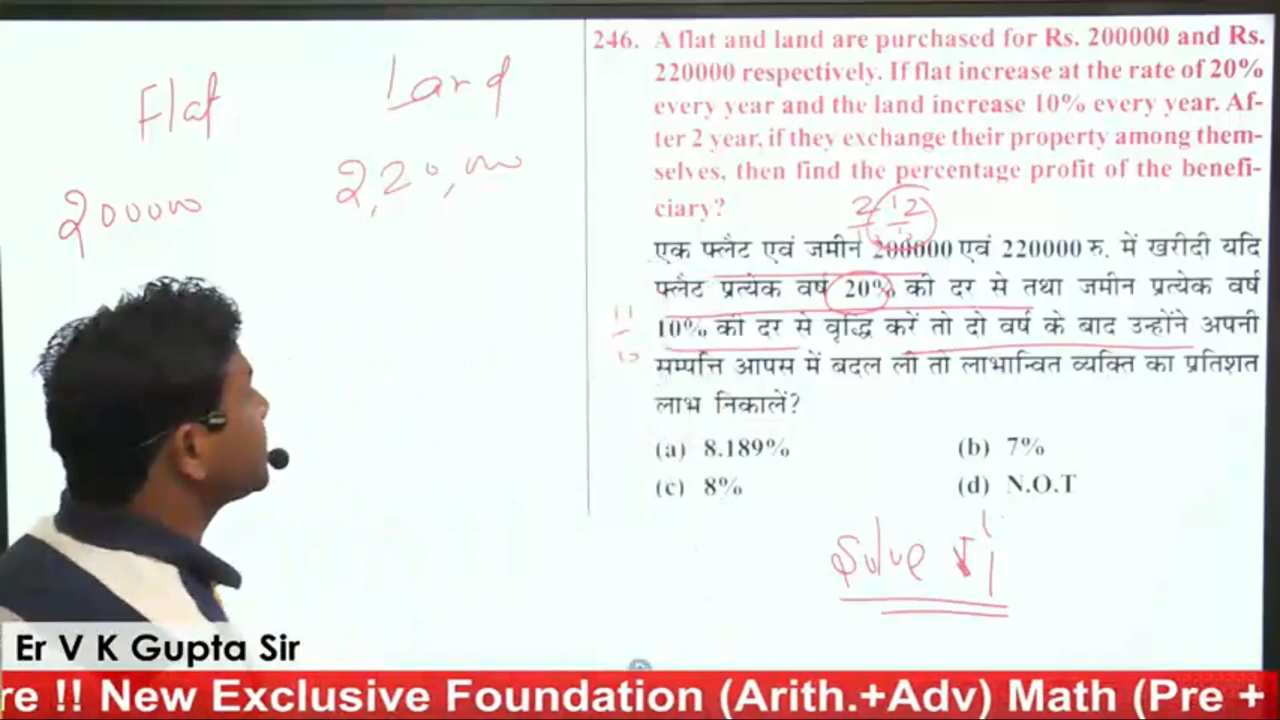 Flat
Land
200000
2,20,000
246. A flat and land are purchased for Rs. 200000 and Rs.
220000 respectively. If flat increase at the rate of 20%
every year and the land increase 10% every year. Af-
ter 2 year, if they exchange their property among them-
selves, then find the percentage profit of the benefi-
ciary?
एक फ्लैट एवं जमीन 200000 एवं 220000 रु. में खरीदी यदि
फ्लैट प्रत्येक वर्ष 20% की दर से तथा जमीन प्रत्येक वर्ष
10% की दर से वृद्धि करें तो दो वर्ष के बाद उन्होंने अपनी
सम्पत्ति आपस में बदल ली तो लाभान्वित व्यक्ति का प्रतिशत
लाभ निकालें?
(a) 8.189%
(b) 7%
(c) 8%
(d) N.O.T
11
10
Solve
Er V K Gupta Sir
re !! New Exclusive Foundation (Arith.+Adv) Math (Pre +